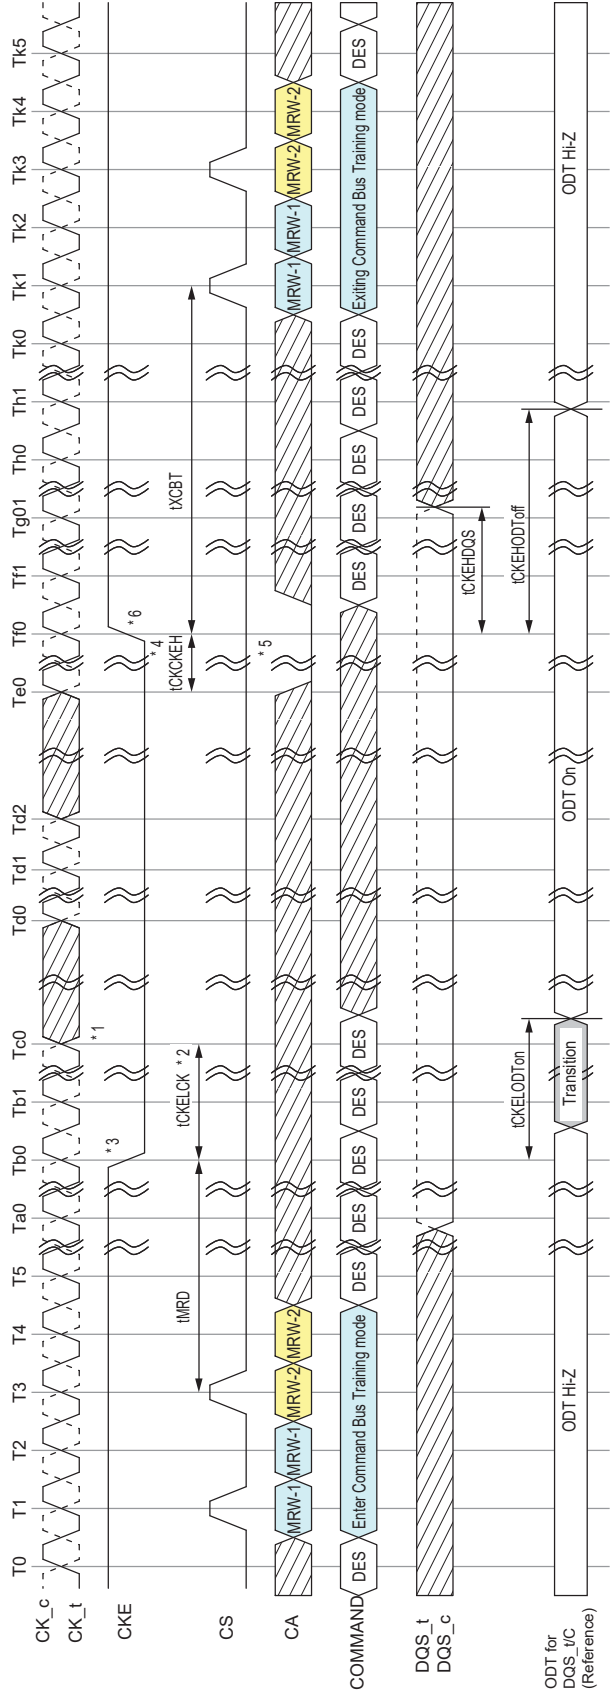 T0 T1 T2 T3 T4 T5 Ta0 Tb0 Tb1 Tc0 Td0 Td1 Td2 Te0 Tf0 Tf1 Tg01 Th0 Th1 Tk0 Tk1 Tk2 Tk3 Tk4 Tk5
CK_c
CK_t
* 1
CKE
* 3
* 6
* 4
tMRD
tCKELCK * 2
tCKCKEH
tXCBT
CS
* 5
CA
MRW-1 MRW-1 MRW-2 MRW-2 MRW-1 MRW-1 MRW-2 MRW-2
COMMAND
DES Enter Command Bus Training mode DES DES DES DES DES DES DES DES DES DES Exiting Command Bus Training mode DES
DQS_t
DQS_c
tCKEHDQS
tCKELODTon
tCKEHODToff
ODT for
DQS_t/C
(Reference)
ODT Hi-Z Transition ODT On ODT Hi-Z